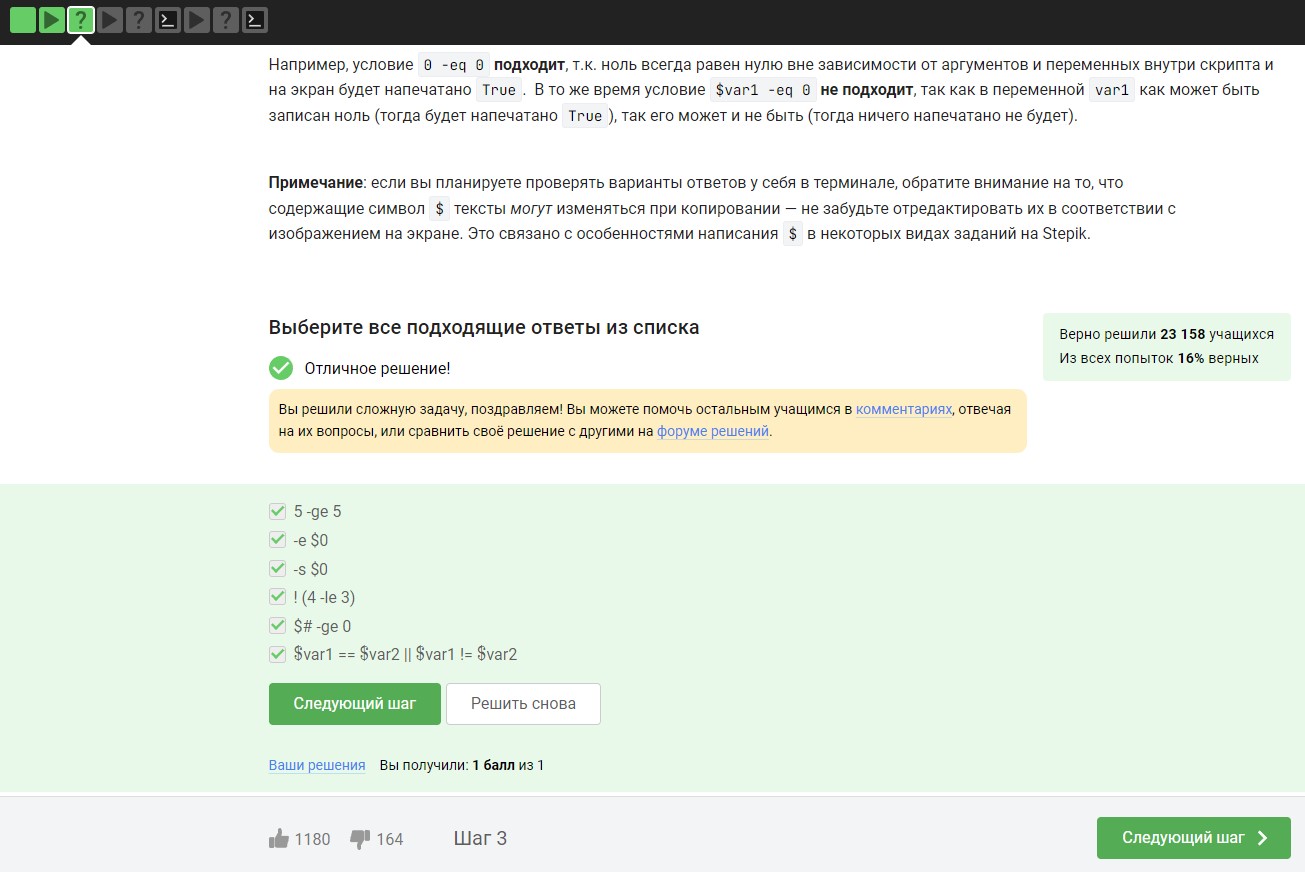 Например, условие 0 -eq 0 подходит, т.к. ноль всегда равен нулю вне зависимости от аргументов и переменных внутри скрипта и
на экран будет напечатано True . В то же время условие $var1 -eq 0 не подходит, так как в переменной var1 как может быть
записан ноль (тогда будет напечатано True ), так его может и не быть (тогда ничего напечатано не будет).
Примечание: если вы планируете проверять варианты ответов у себя в терминале, обратите внимание на то, что
содержащие символ $ тексты могут изменяться при копировании — не забудьте отредактировать их в соответствии с
изображением на экране. Это связано с особенностями написания $ в некоторых видах заданий на Stepik.
Выберите все подходящие ответы из списка
Верно решили 23 158 учащихся
Из всех попыток 16% верных
Отличное решение!
Вы решили сложную задачу, поздравляем! Вы можете помочь остальным учащимся в комментариях, отвечая
на их вопросы, или сравнить своё решение с другими на форуме решений.
5 -ge 5
-e $0
-s $0
! (4 -le 3)
$# -ge 0
$var1 == $var2 || $var1 != $var2
Следующий шаг
Решить снова
Ваши решения Вы получили: 1 балл из 1
1180 164 Шаг 3
Следующий шаг